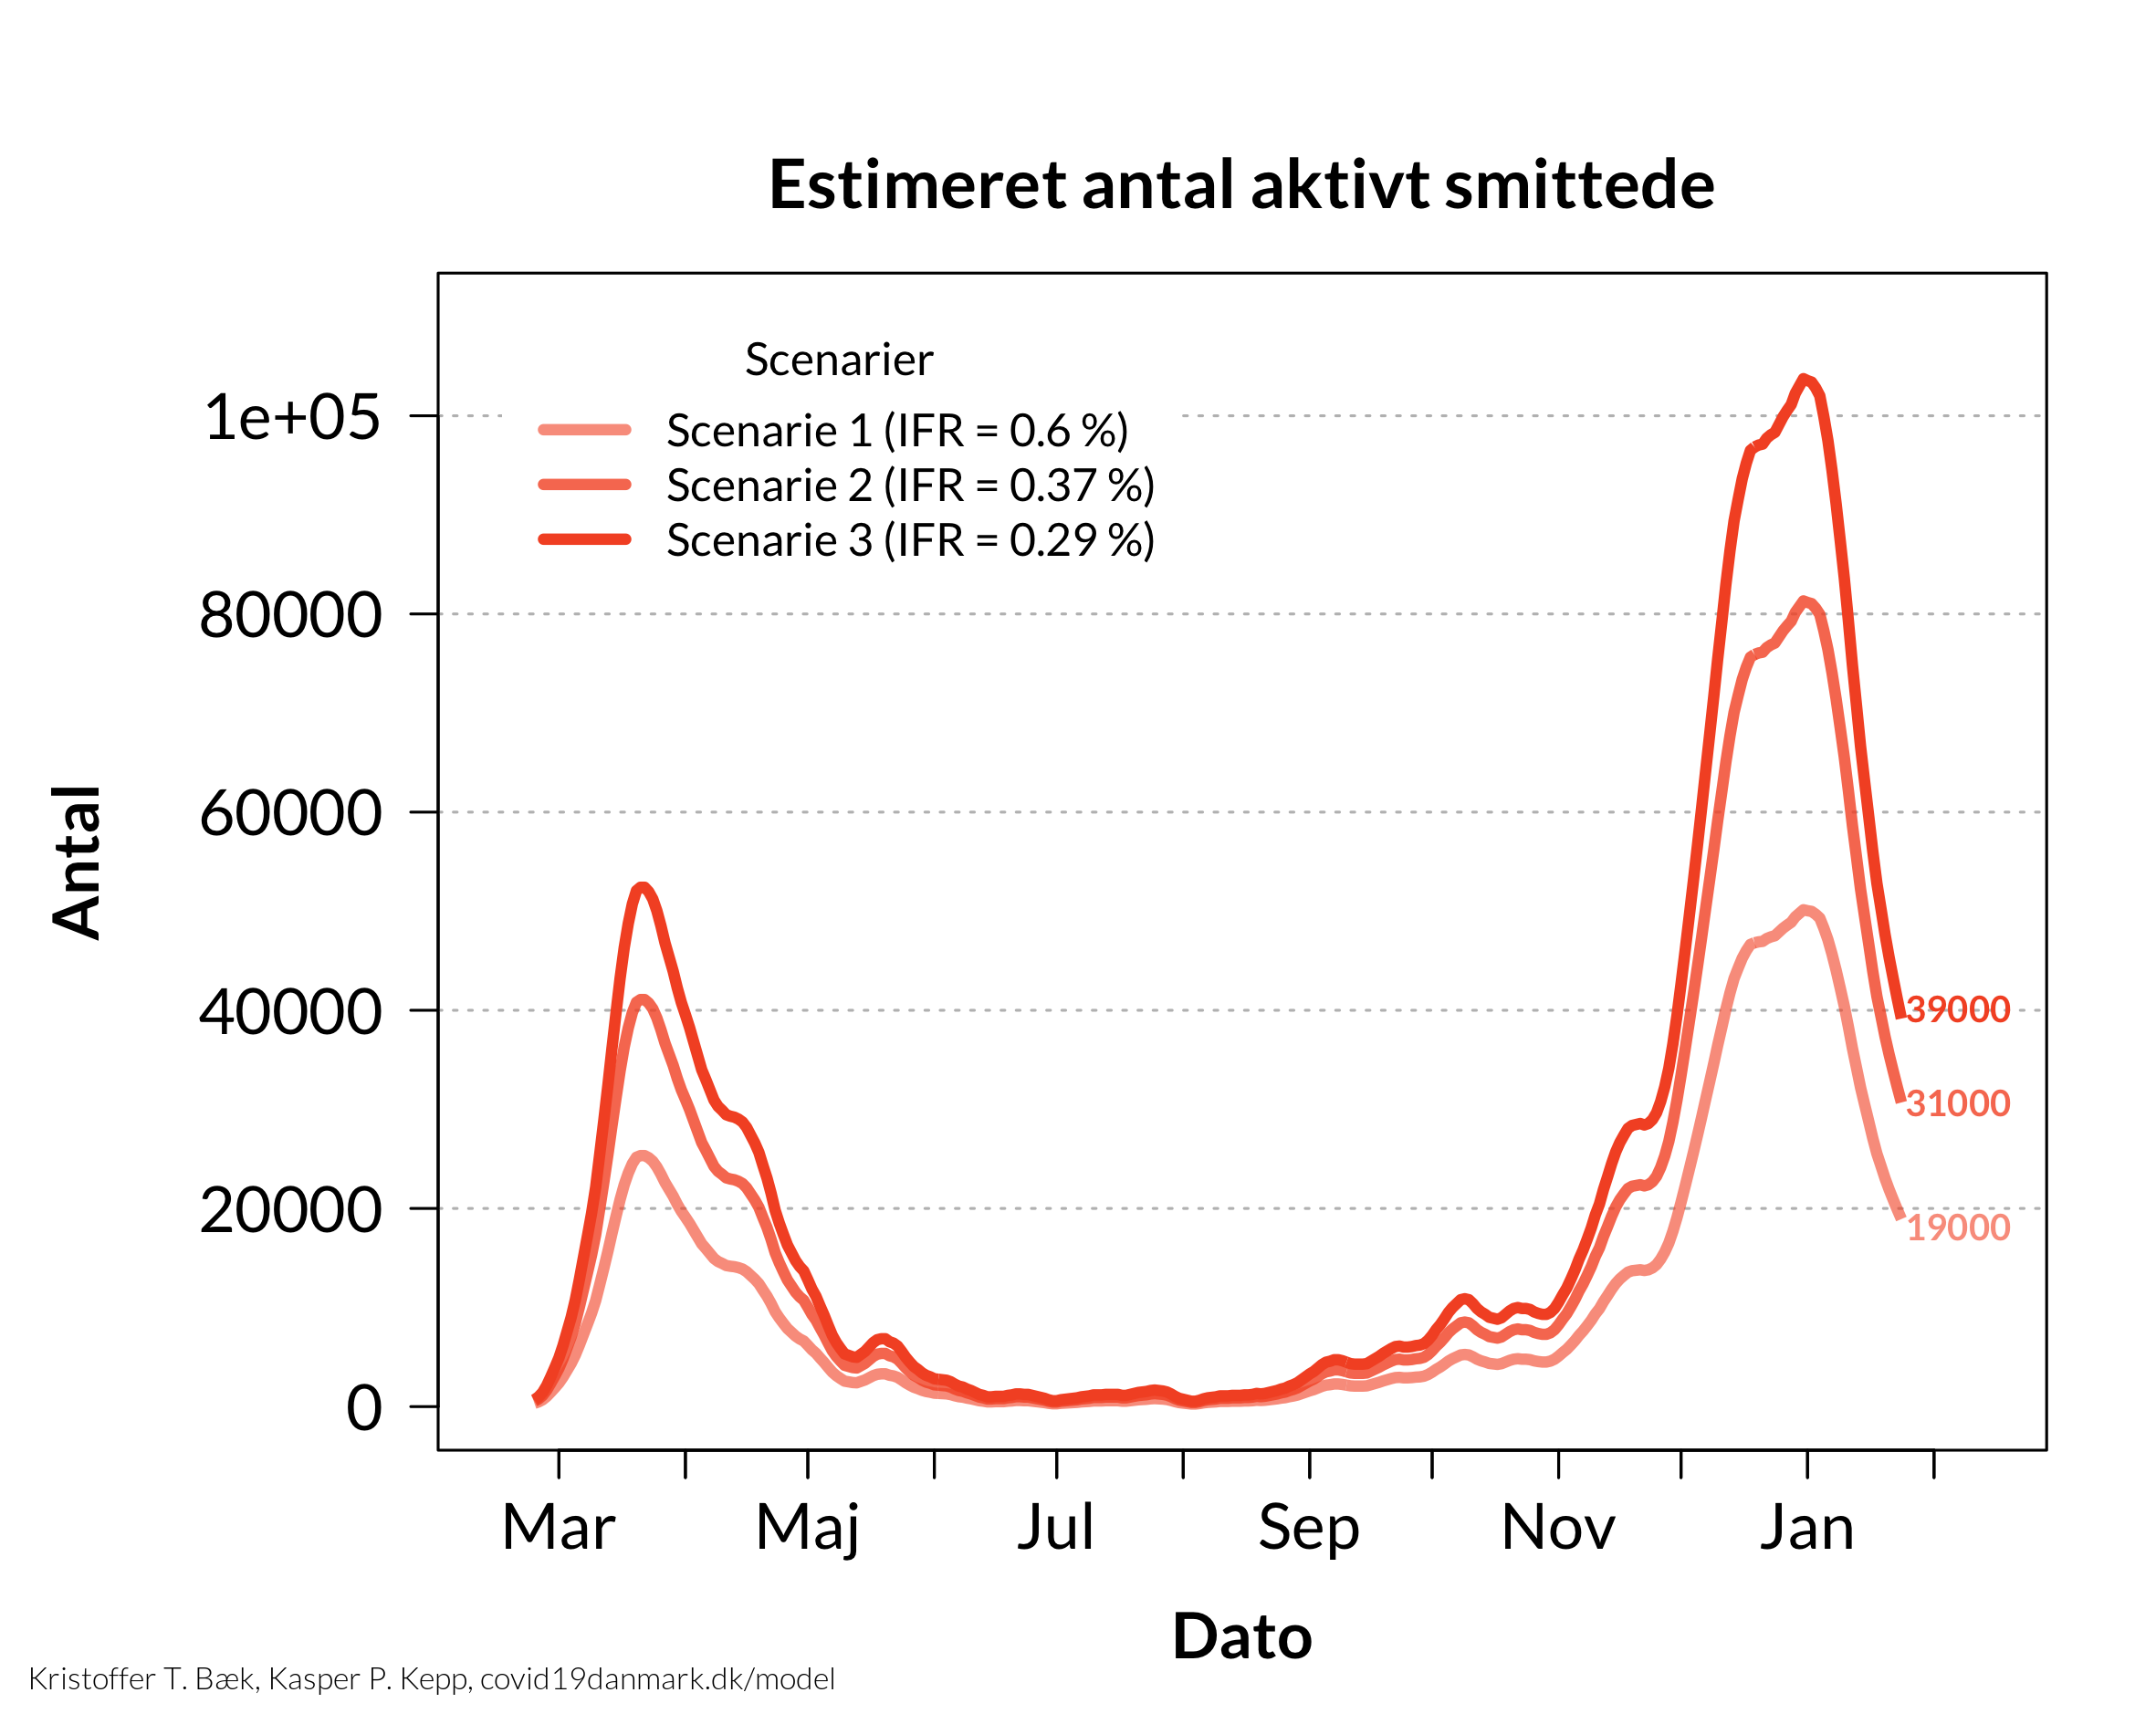 Estimeret antal aktivt smittede
Scenarier
Scenarie 1 (IFR = 0.6 %)
Scenarie 2 (IFR = 0.37 %)
Scenarie 3 (IFR = 0.29 %)
Antal
1e+05
80000
60000
40000
20000
0
39000
31000
19000
Mar Maj Jul Sep Nov Jan
Dato
Kristoffer T. Bæk, Kasper P. Kepp, covid19danmark.dk/model